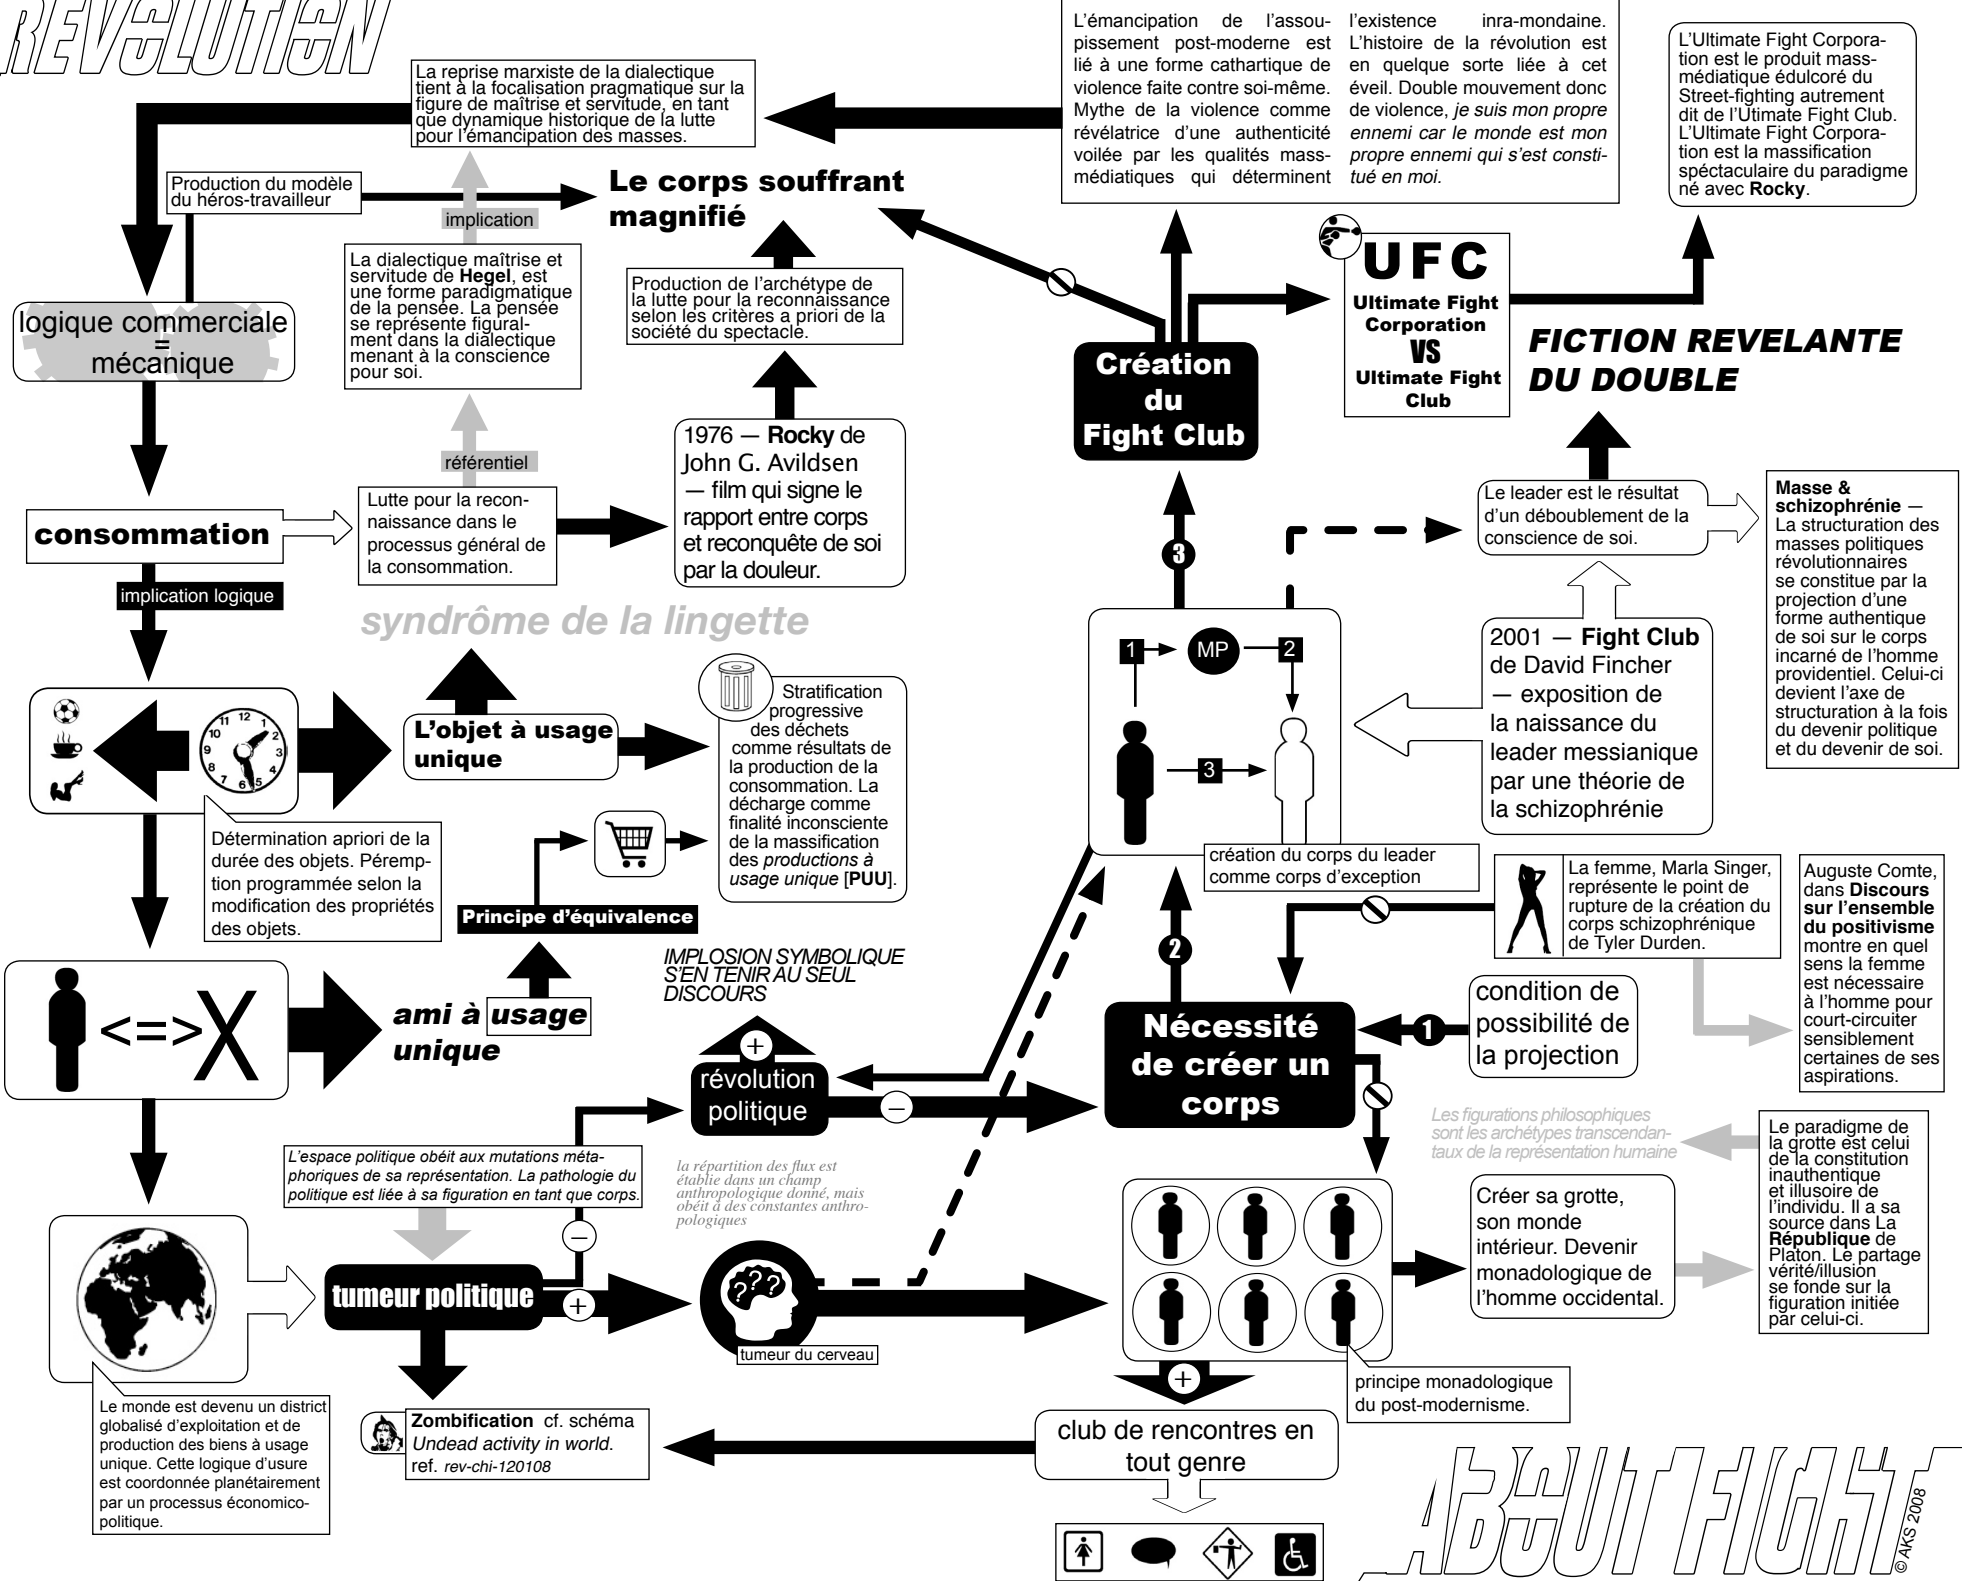 REVOLUTION
La reprise marxiste de la dialectique
tient à la focalisation pragmatique sur la
figure de maîtrise et servitude, en tant
que dynamique historique de la lutte
pour l'émancipation des masses.
L'émancipation de l'assou-
pissement post-moderne est
lié à une forme cathartique de
violence faite contre soi-même.
Mythe de la violence comme
révélatrice d'une authenticité
voilée par les qualités mass-
médiatiques qui déterminent
l'existence inra-mondaine.
L'histoire de la révolution est
en quelque sorte liée à cet
éveil. Double mouvement donc
de violence, je suis mon propre
ennemi car le monde est mon
propre ennemi qui s'est consti-
tué en moi.
L'Ultimate Fight Corpora-
tion est le produit mass-
médiatique édulcoré du
Street-fighting autrement
dit de l'Utimate Fight Club.
L'Ultimate Fight Corpora-
tion est la massification
spéctaculaire du paradigme
né avec Rocky.
Production du modèle
du héros-travailleur
Le corps souffrant
magnifié
implication
La dialectique maîtrise et
servitude de Hegel, est
une forme paradigmatique
de la pensée. La pensée
se représente figural-
ment dans la dialectique
menant à la conscience
pour soi.
Production de l'archétype de
la lutte pour la reconnaissance
selon les critères a priori de la
société du spectacle.
logique commerciale
=
mécanique
UFC
Ultimate Fight
Corporation
VS
Ultimate Fight
Club
FICTION REVELANTE
DU DOUBLE
Création
du
Fight Club
référentiel
1976 — Rocky de
John G. Avildsen
— film qui signe le
rapport entre corps
et reconquête de soi
par la douleur.
consommation
Lutte pour la recon-
naissance dans le
processus général de
la consommation.
implication logique
3
Le leader est le résultat
d'un déboublement de la
conscience de soi.
Masse &
schizophrénie —
La structuration des
masses politiques
révolutionnaires
se constitue par la
projection d'une
forme authentique
de soi sur le corps
incarné de l'homme
providentiel. Celui-ci
devient l'axe de
structuration à la fois
du devenir politique
et du devenir de soi.
syndrôme de la lingette
1 MP 2
3
2001 — Fight Club
de David Fincher
— exposition de
la naissance du
leader messianique
par une théorie de
la schizophrénie
12 1 2 3 4 5 6 7 8 9 10 11
L'objet à usage
unique
Stratification
progressive
des déchets
comme résultats de
la production de la
consommation. La
décharge comme
finalité inconsciente
de la massification
des productions à
usage unique [PUU].
Détermination apriori de la
durée des objets. Péremp-
tion programmée selon la
modification des propriétés
des objets.
Principe d'équivalence
création du corps du leader
comme corps d'exception
La femme, Marla Singer,
représente le point de
rupture de la création du
corps schizophrénique
de Tyler Durden.
Auguste Comte,
dans Discours
sur l'ensemble
du positivisme
montre en quel
sens la femme
est nécessaire
à l'homme pour
court-circuiter
sensiblement
certaines de ses
aspirations.
2
IMPLOSION SYMBOLIQUE
S'EN TENIR AU SEUL
DISCOURS
<=>X
ami à usage
unique
+
révolution
politique
−
Nécessité
de créer un
corps
1
condition de
possibilité de
la projection
L'espace politique obéit aux mutations méta-
phoriques de sa représentation. La pathologie du
politique est liée à sa figuration en tant que corps.
la répartition des flux est
établie dans un champ
anthropologique donné, mais
obéit à des constantes anthro-
pologiques
Les figurations philosophiques
sont les archétypes transcendan-
taux de la représentation humaine
Le paradigme de
la grotte est celui
de la constitution
inauthentique
et illusoire de
l'individu. Il a sa
source dans La
République de
Platon. Le partage
vérité/illusion
se fonde sur la
figuration initiée
par celui-ci.
Créer sa grotte,
son monde
intérieur. Devenir
monadologique de
l'homme occidental.
−
tumeur politique
+
????
tumeur du cerveau
principe monadologique
du post-modernisme.
+
Le monde est devenu un district
globalisé d'exploitation et de
production des biens à usage
unique. Cette logique d'usure
est coordonnée planétairement
par un processus économico-
politique.
Zombification cf. schéma
Undead activity in world.
ref. rev-chi-120108
club de rencontres en
tout genre
ABOUT FIGHT
© AKS 2008